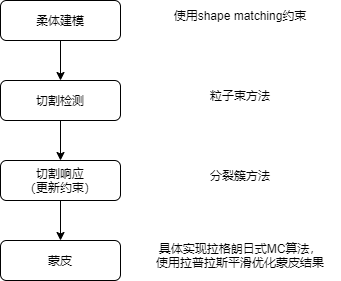 柔体建模
使用shape matching约束
切割检测
粒子束方法
切割响应
（更新约束）
分裂簇方法
蒙皮
具体实现拉格朗日式MC算法，
使用拉普拉斯平滑优化蒙皮结果